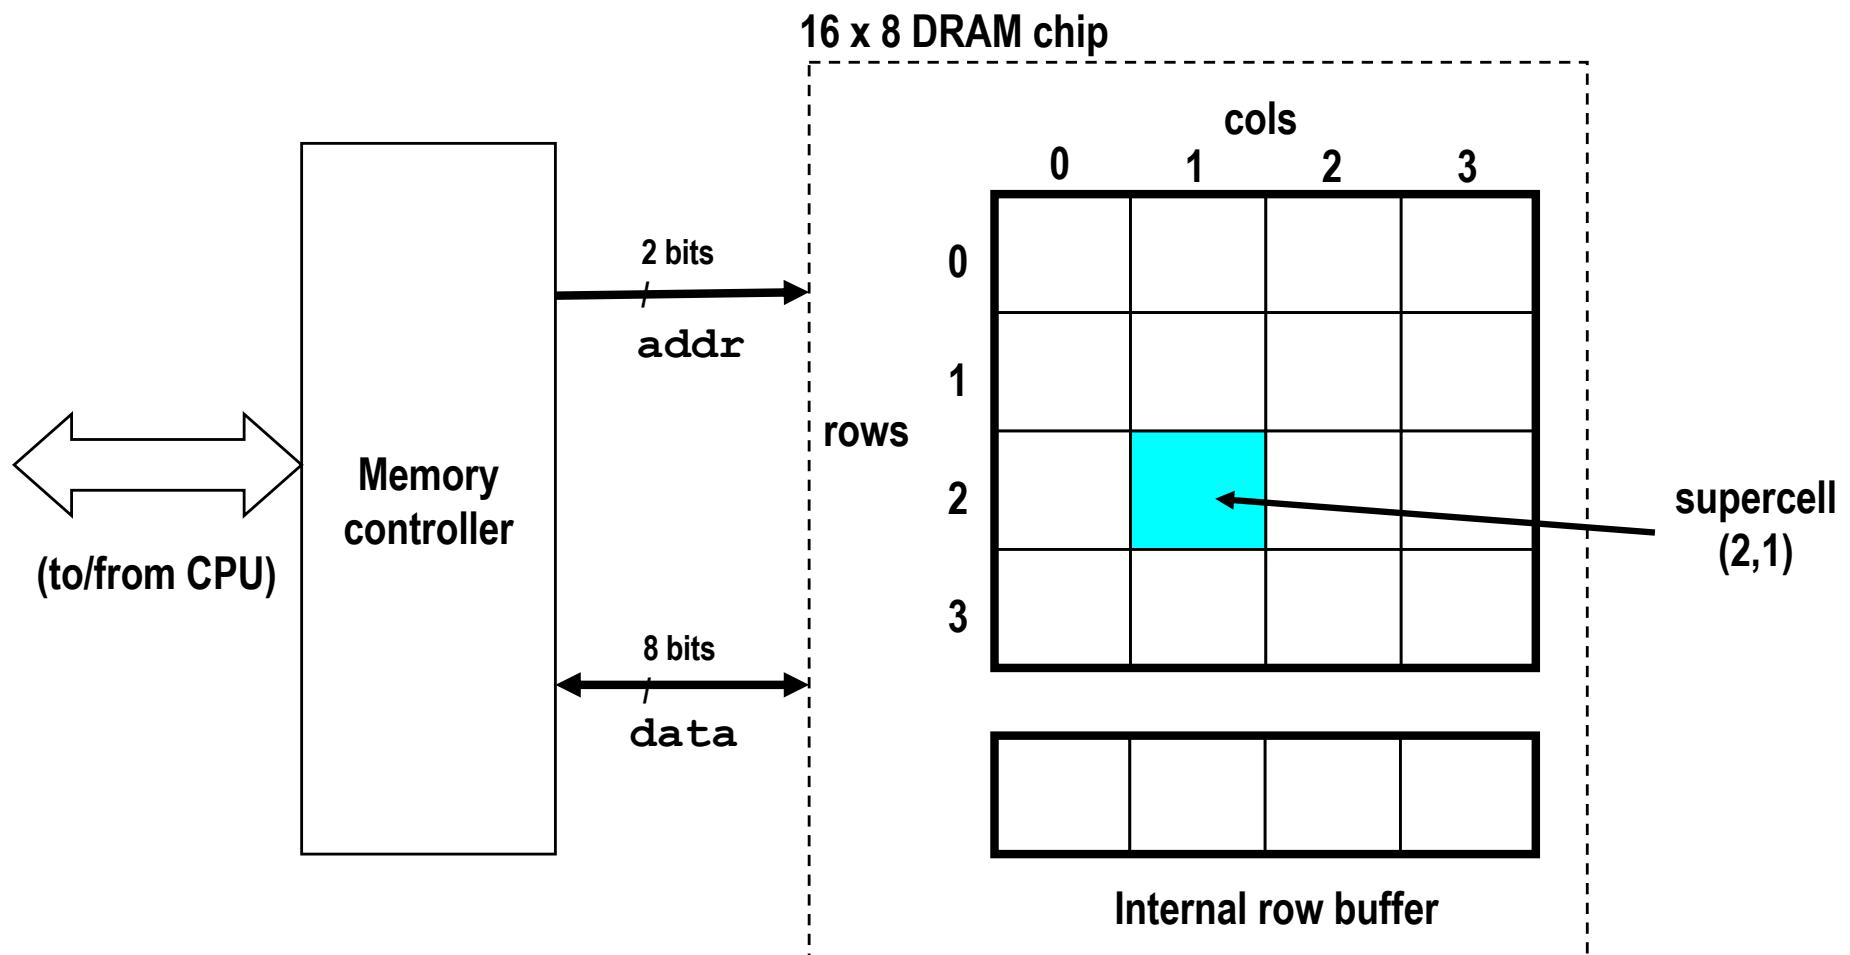 16 x 8 DRAM chip
cols
0 1 2 3
2 bits
0
addr
1
rows
Memory
controller
2
supercell
(2,1)
(to/from CPU)
3
8 bits
data
Internal row buffer